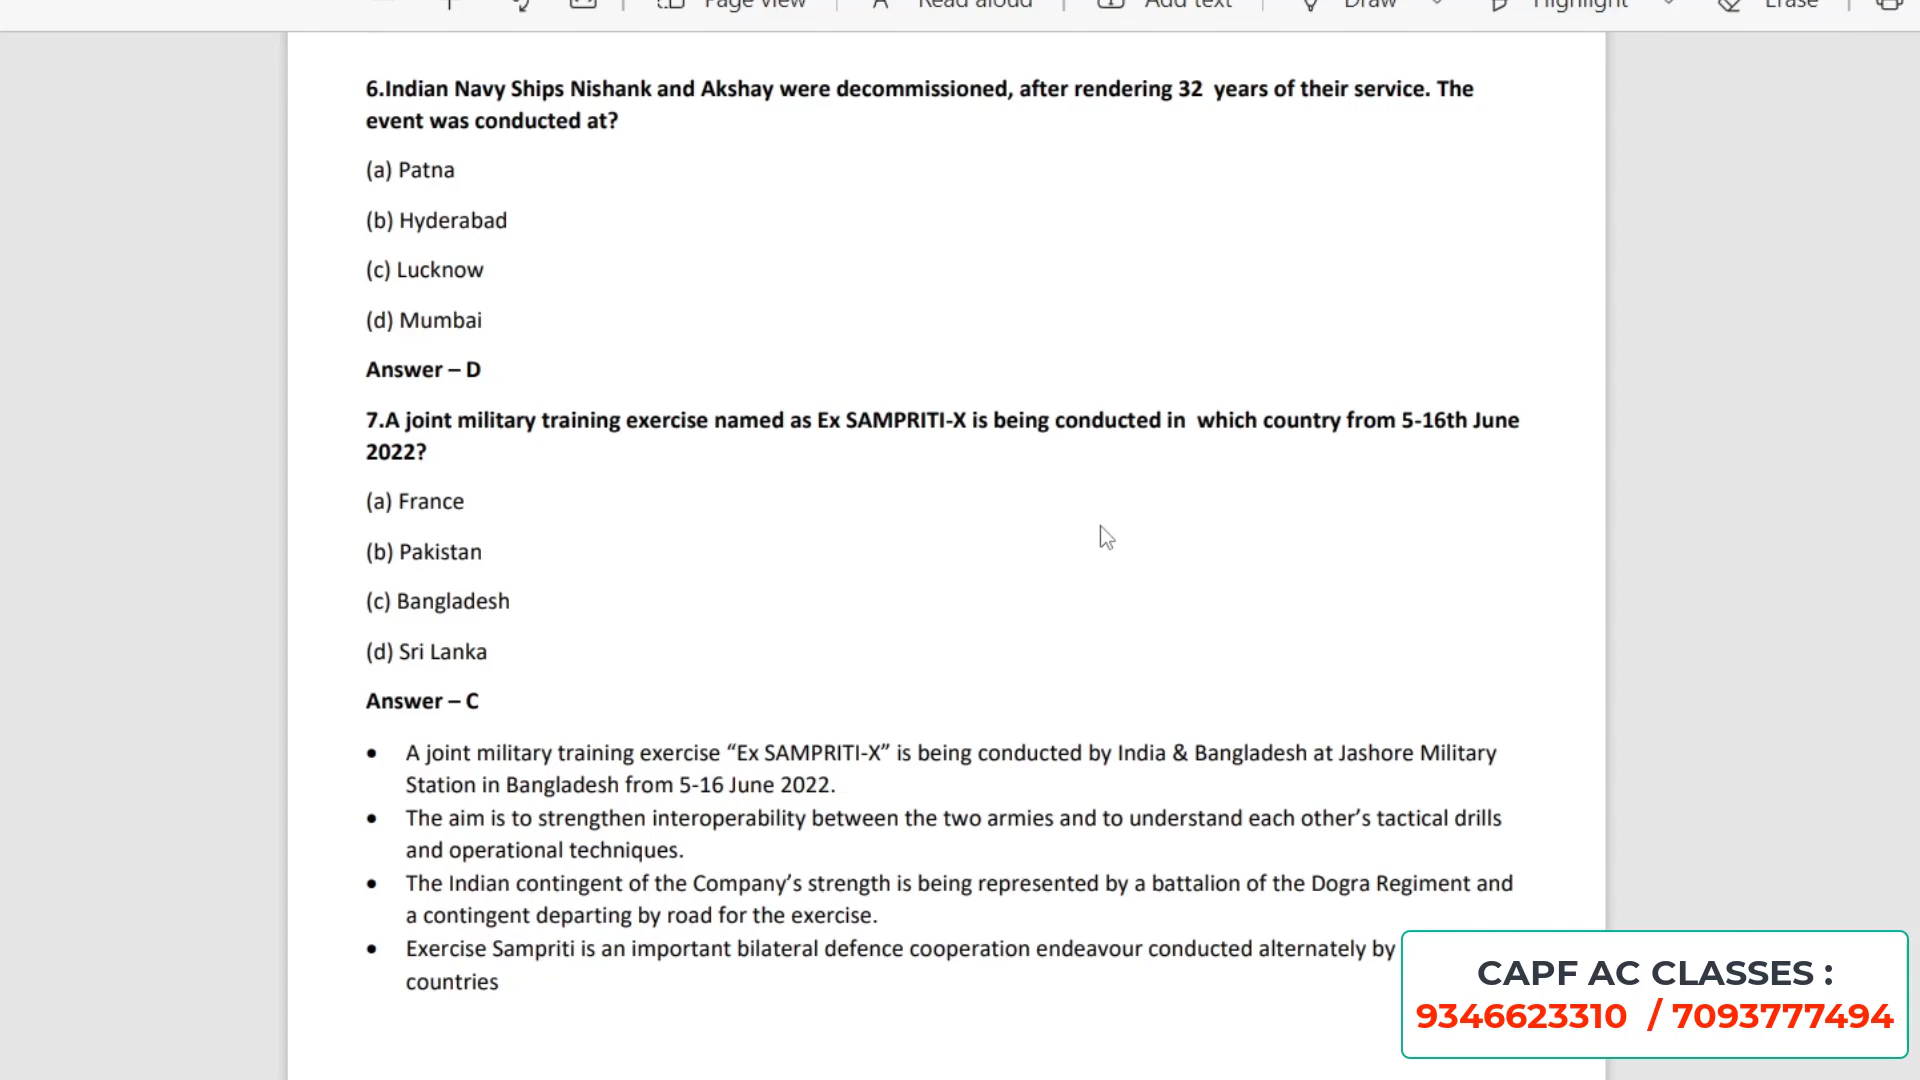 Page view | A Read aloud | Add text | Draw Highlight Erase
6.Indian Navy Ships Nishank and Akshay were decommissioned, after rendering 32  years of their service. The
event was conducted at?
(a) Patna
(b) Hyderabad
(c) Lucknow
(d) Mumbai
Answer – D
7.A joint military training exercise named as Ex SAMPRITI-X is being conducted in  which country from 5-16th June
2022?
(a) France
(b) Pakistan
(c) Bangladesh
(d) Sri Lanka
Answer – C
• A joint military training exercise “Ex SAMPRITI-X” is being conducted by India & Bangladesh at Jashore Military
Station in Bangladesh from 5-16 June 2022.
• The aim is to strengthen interoperability between the two armies and to understand each other’s tactical drills
and operational techniques.
• The Indian contingent of the Company’s strength is being represented by a battalion of the Dogra Regiment and
a contingent departing by road for the exercise.
• Exercise Sampriti is an important bilateral defence cooperation endeavour conducted alternately by
countries
CAPF AC CLASSES :
9346623310  / 7093777494